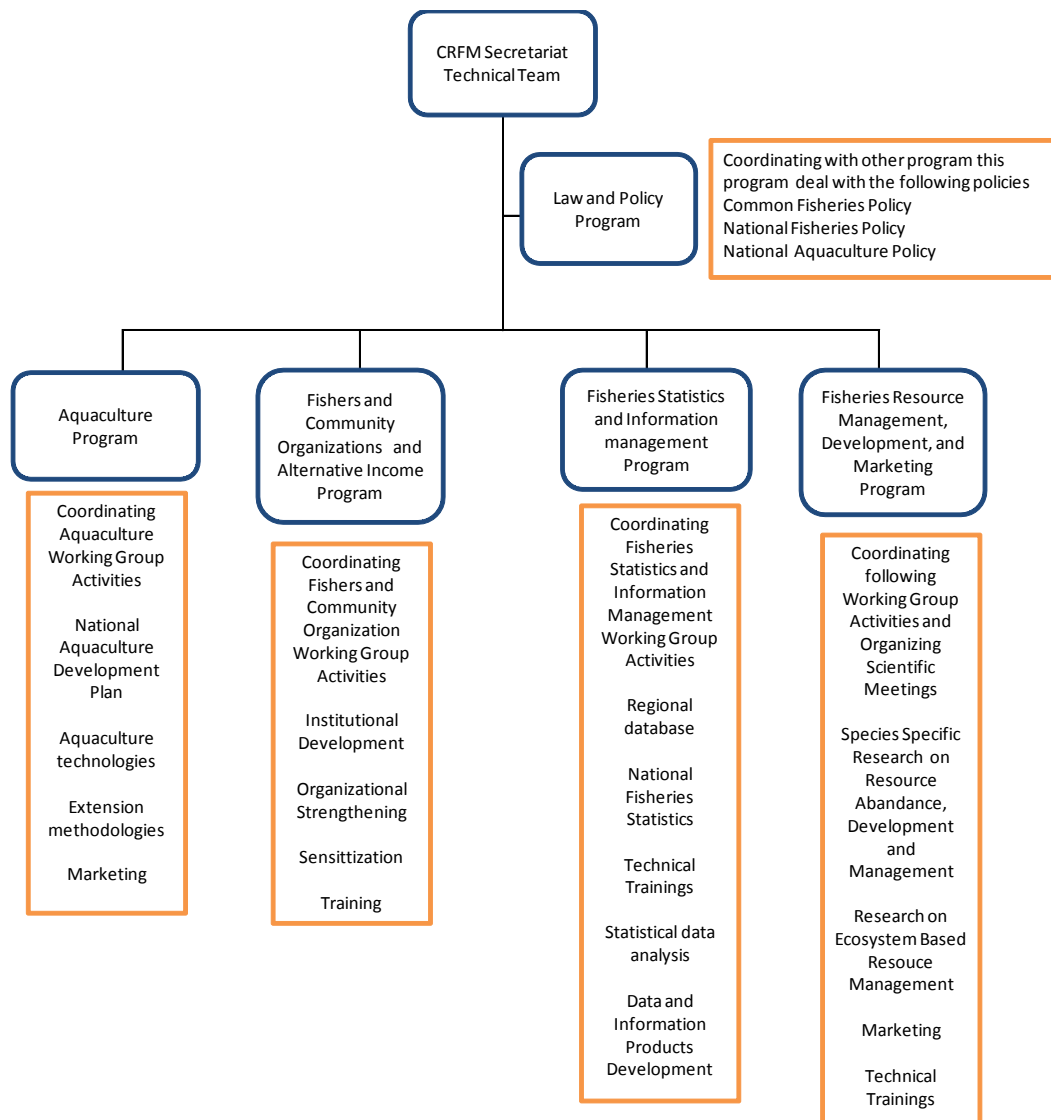 CRFM Secretariat
Technical Team
Law and Policy
Program
Coordinating with other program this
program deal with the following policies
Common Fisheries Policy
National Fisheries Policy
National Aquaculture Policy
Aquaculture
Program
Coordinating
Aquaculture
Working Group
Activities
National
Aquaculture
Development
Plan
Aquaculture
technologies
Extension
methodologies
Marketing
Fishers and
Community
Organizations and
Alternative Income
Program
Coordinating
Fishers and
Community
Organization
Working Group
Activities
Institutional
Development
Organizational
Strengthening
Sensittization
Training
Fisheries Statistics
and Information
management
Program
Coordinating
Fisheries
Statistics and
Information
Management
Working Group
Activities
Regional
database
National
Fisheries
Statistics
Technical
Trainings
Statistical data
analysis
Data and
Information
Products
Development
Fisheries Resource
Management,
Development, and
Marketing
Program
Coordinating
following
Working Group
Activities and
Organizing
Scientific
Meetings
Species Specific
Research on
Resource
Abandance,
Development
and
Management
Research on
Ecosystem Based
Resouce
Management
Marketing
Technical
Trainings